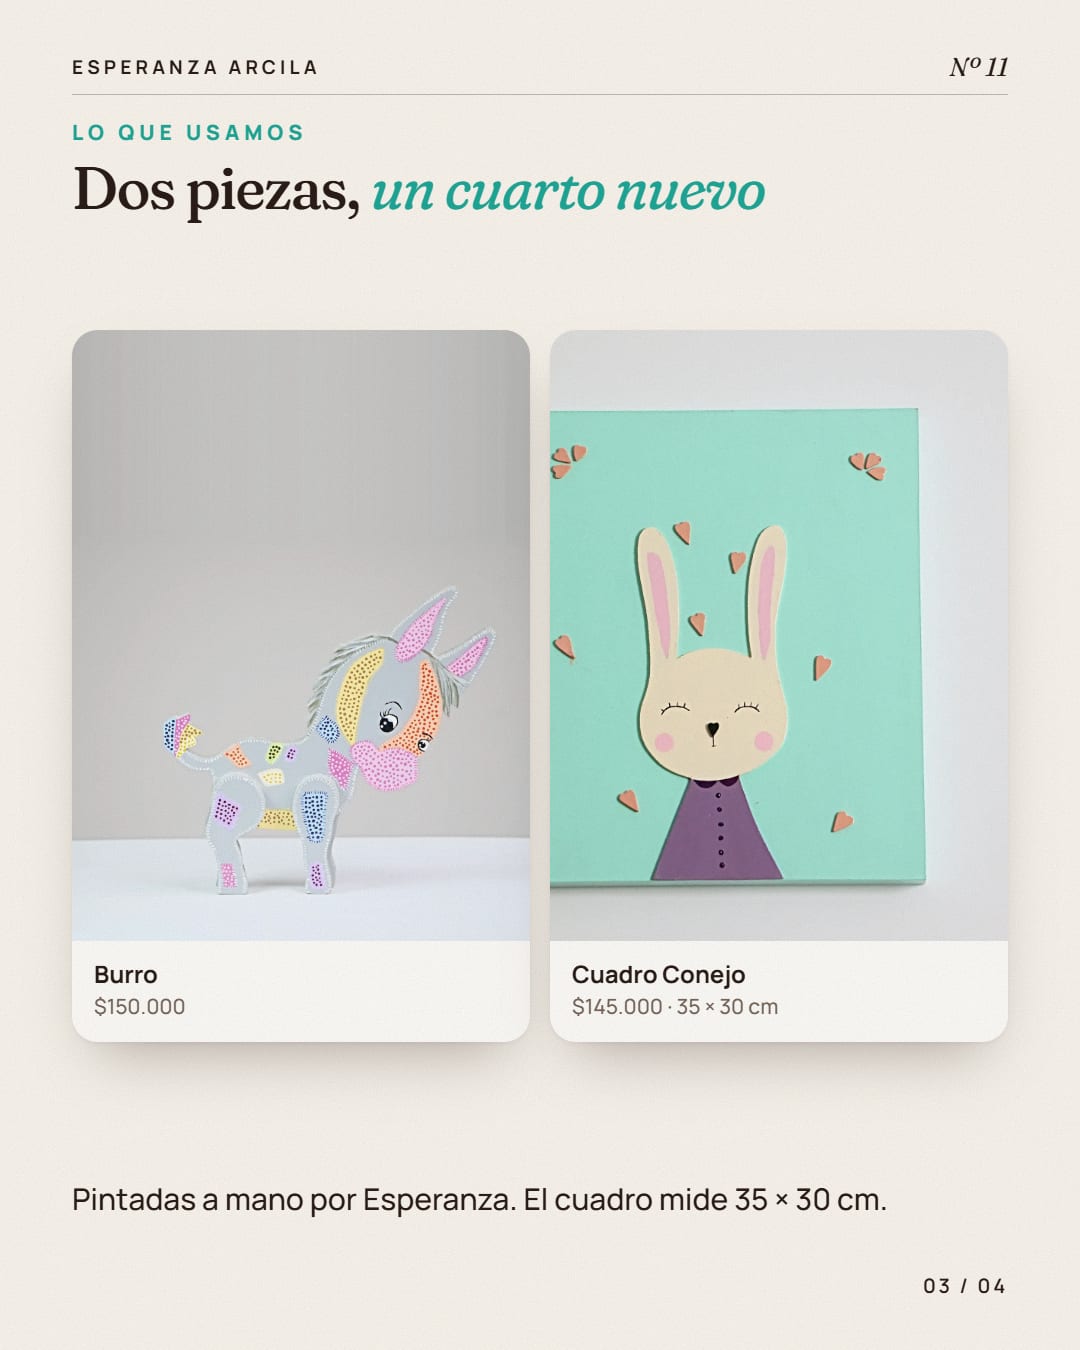 ESPERANZA ARCILA
Nº 11
LO QUE USAMOS
Dos piezas, un cuarto nuevo
Burro
$150.000
Cuadro Conejo
$145.000 · 35 × 30 cm
Pintadas a mano por Esperanza. El cuadro mide 35 × 30 cm.
03 / 04